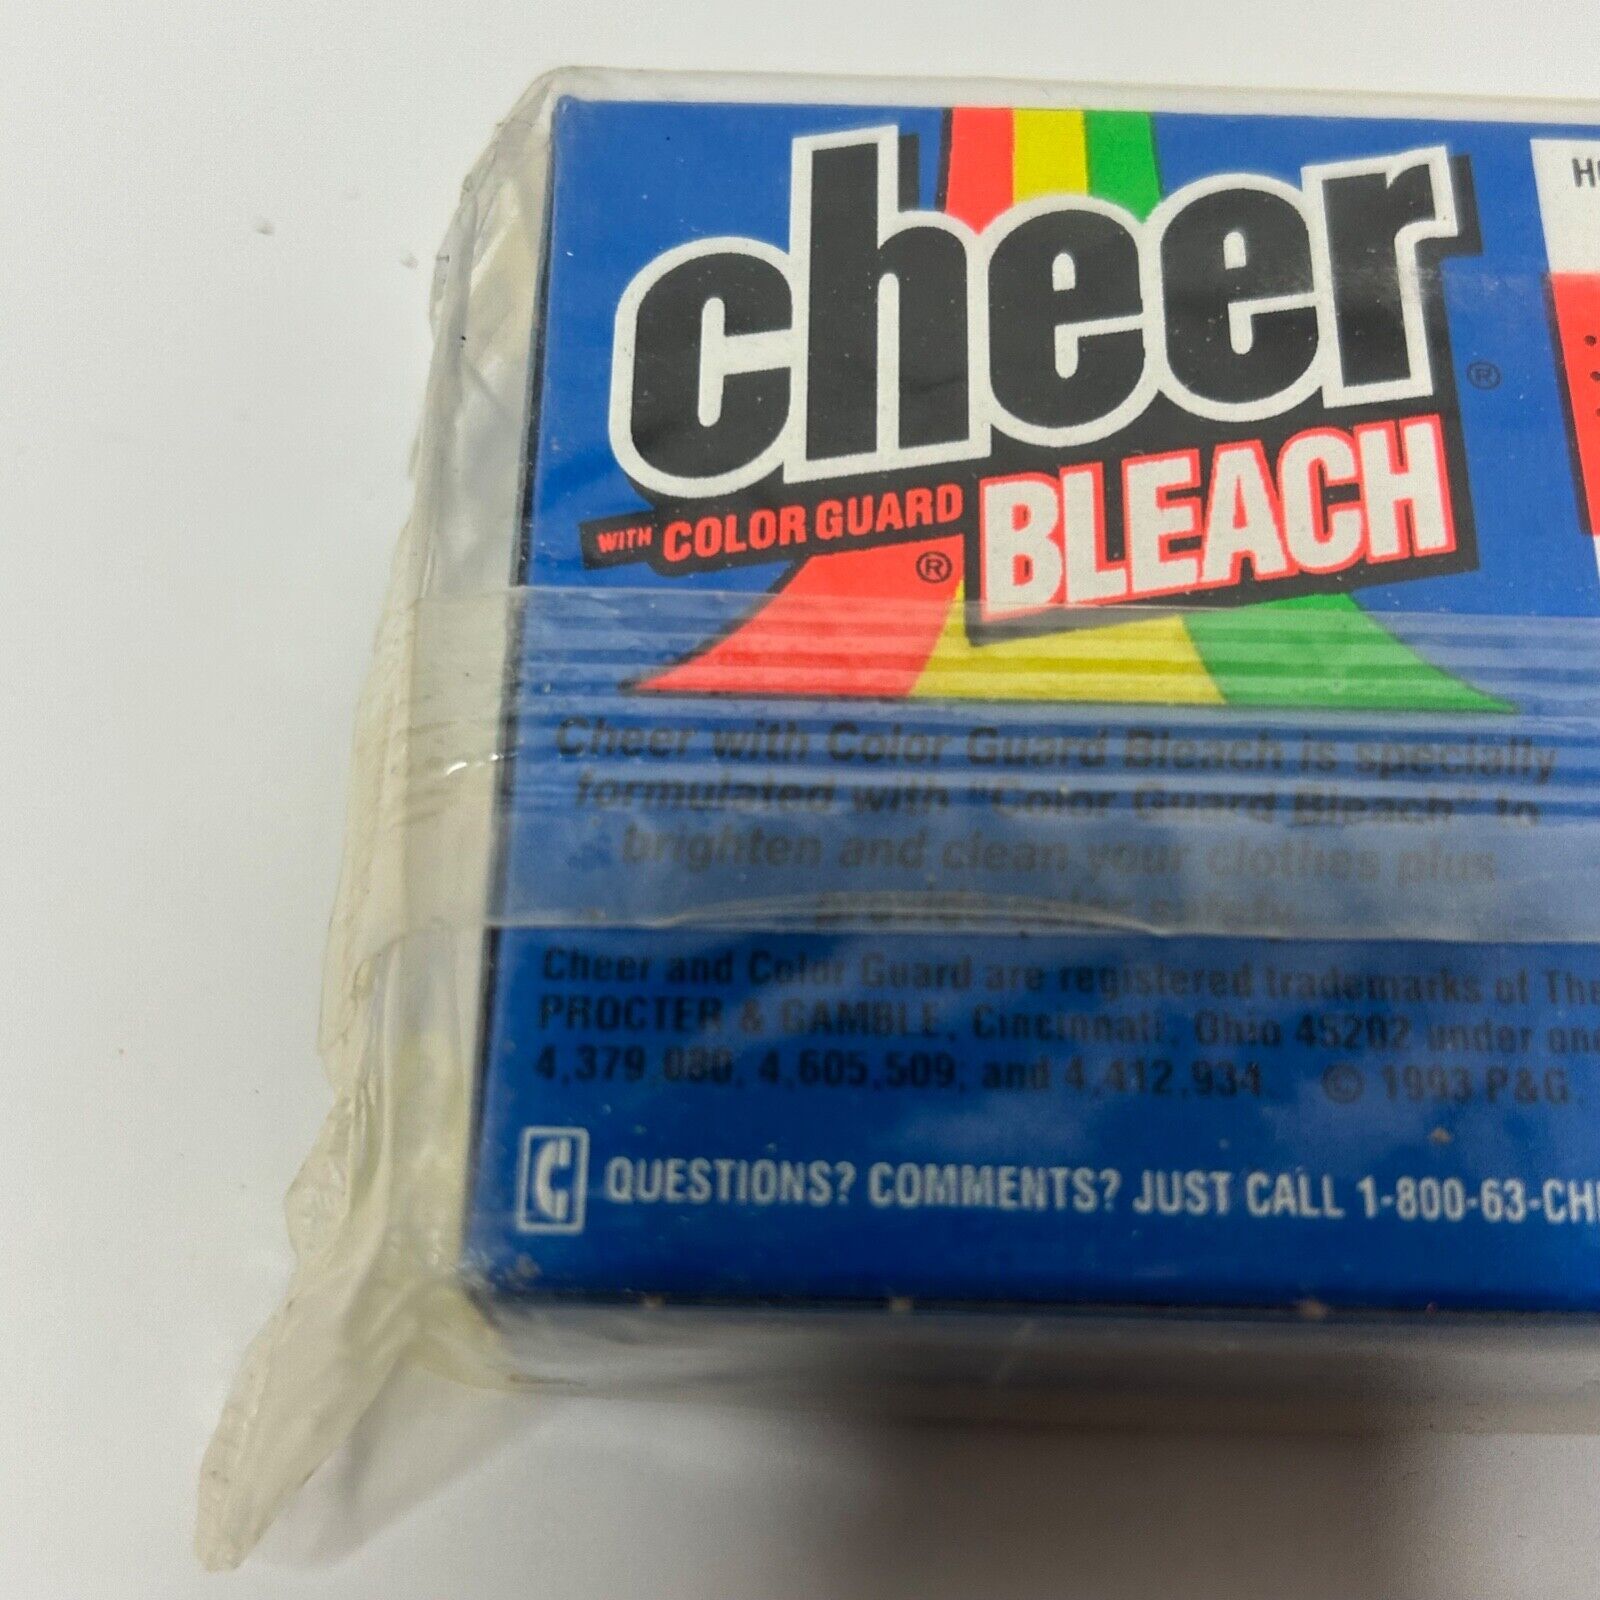 cheer®
WITH COLOR GUARD® BLEACH
Cheer with Color Guard Bleach is specially
formulated with "Color Guard Bleach" to
brighten and clean your clothes plus
color safety.
Cheer and Color Guard are registered trademarks of The
PROCTER & GAMBLE, Cincinnati, Ohio 45202 under one
4,379,080, 4,605,509, and 4,412,934. © 1993 P&G.
QUESTIONS? COMMENTS? JUST CALL 1-800-63-CH